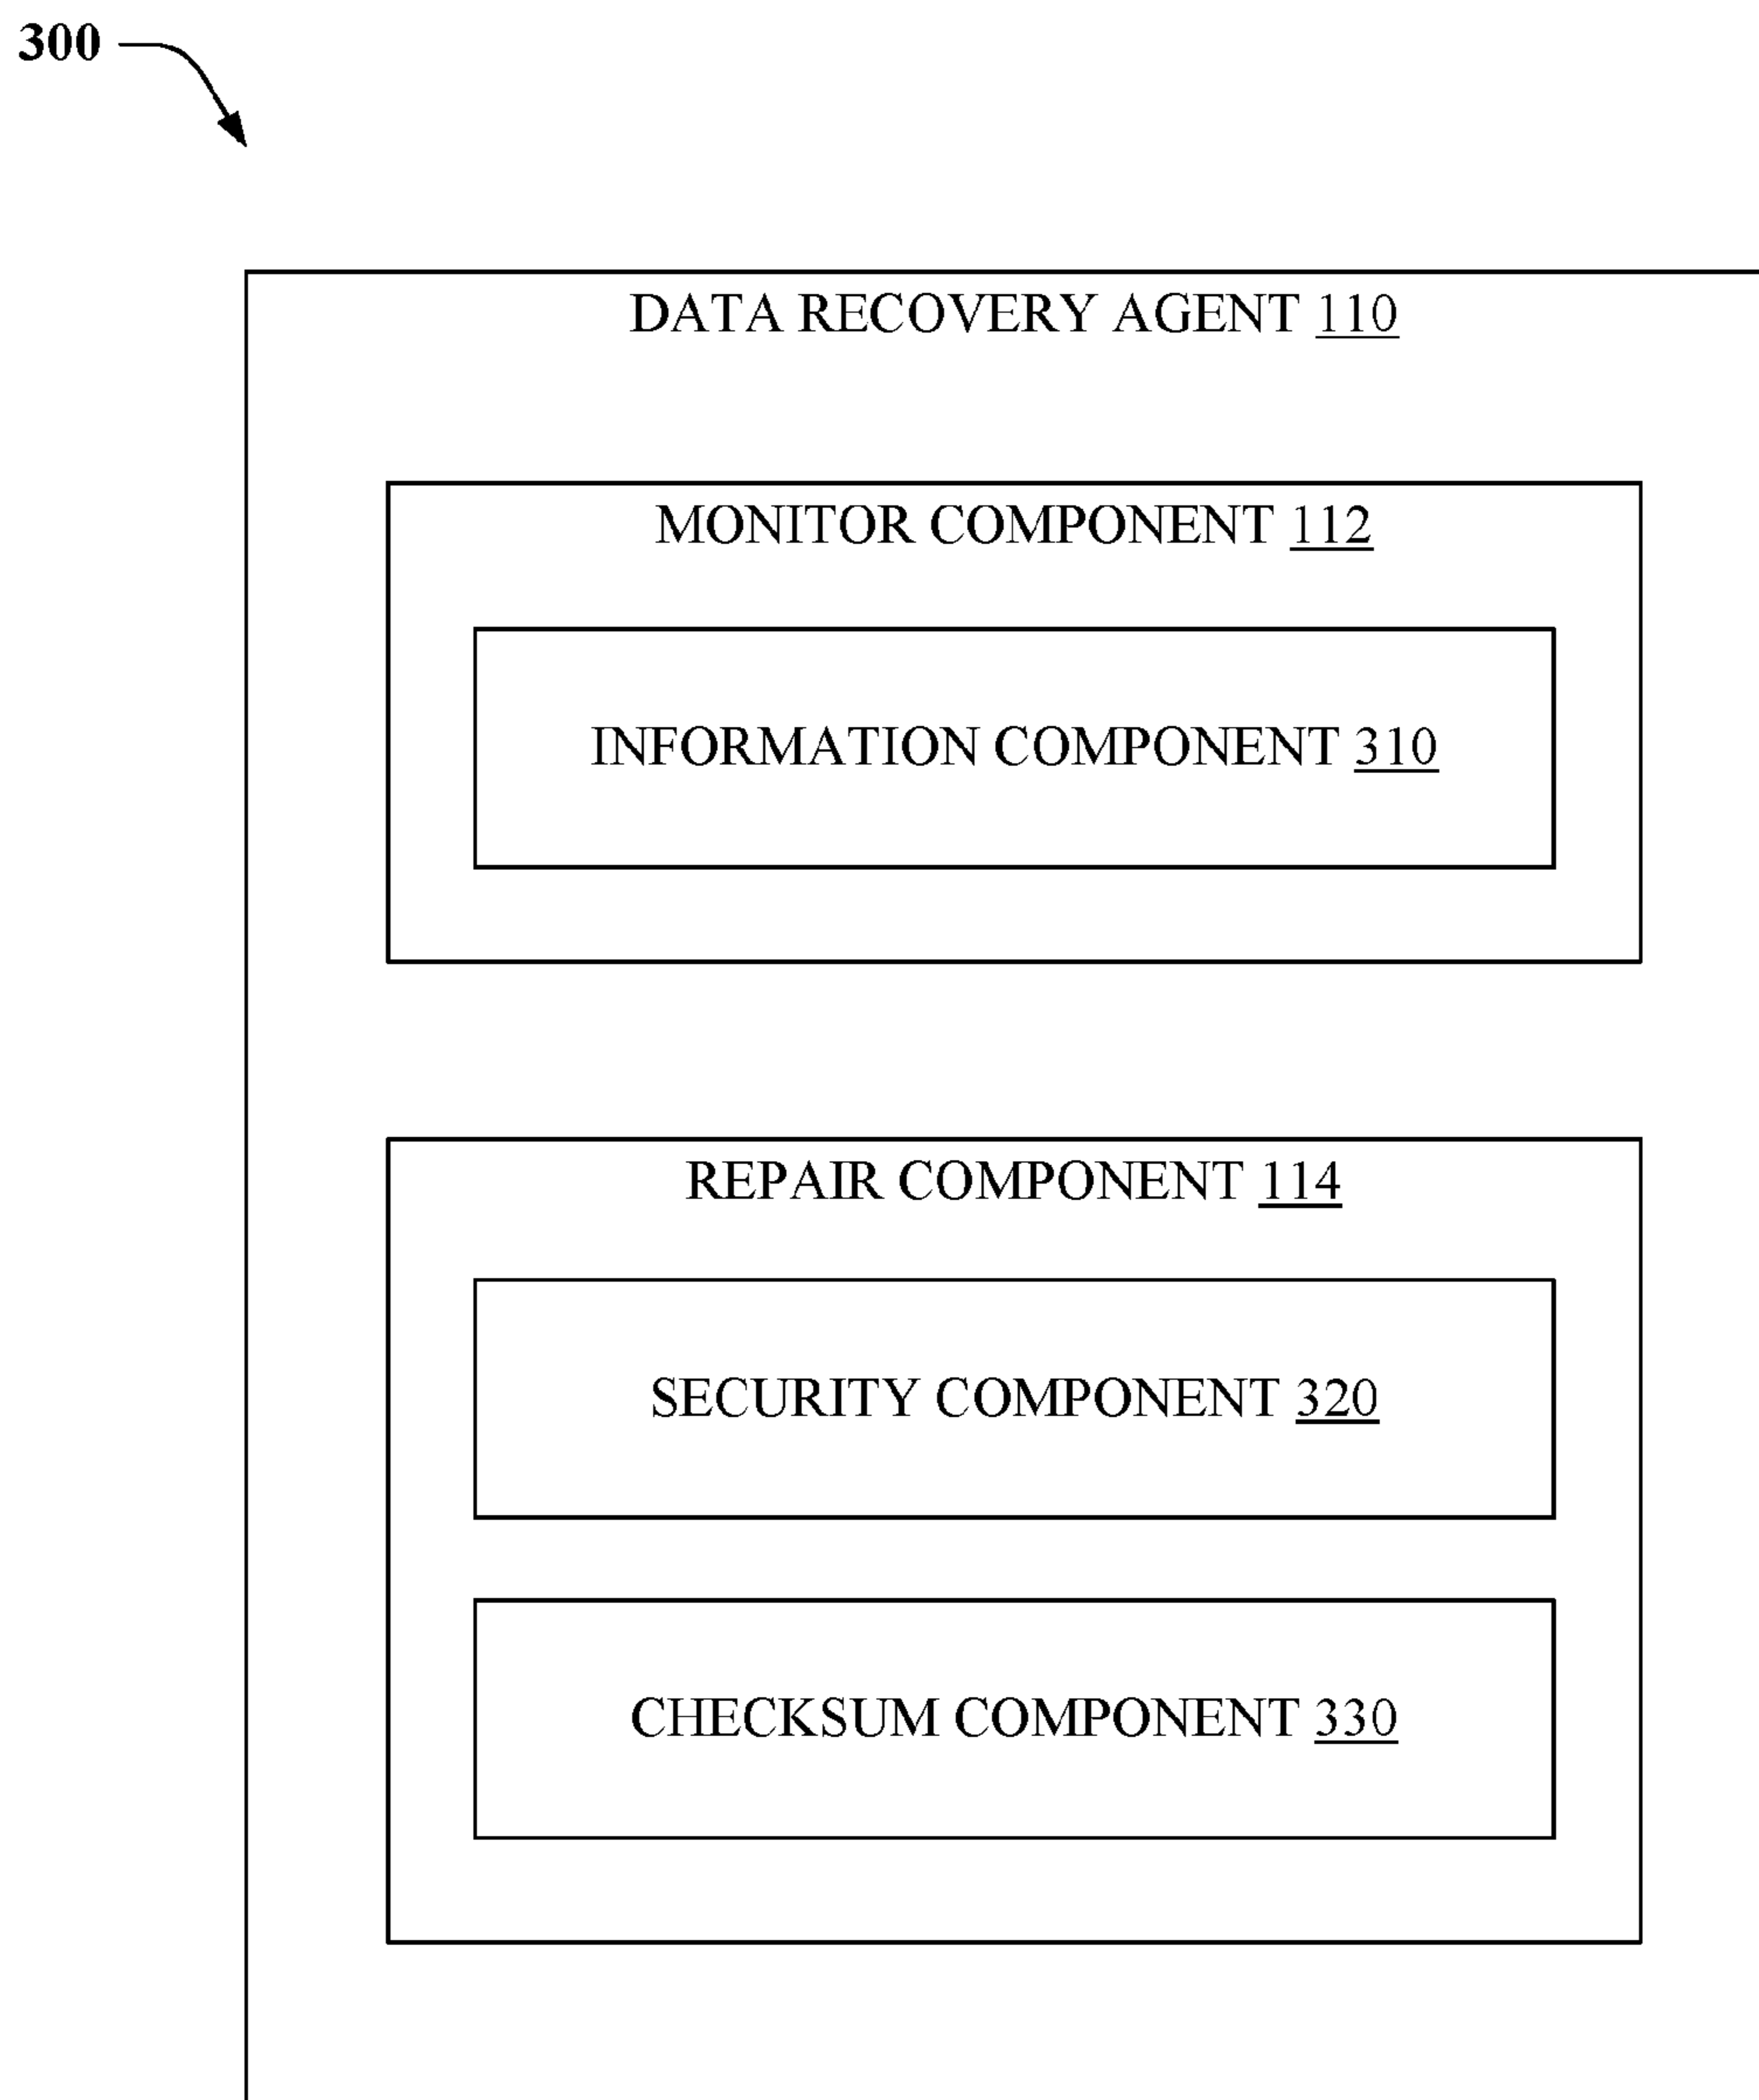 300
DATA RECOVERY AGENT 110
MONITOR COMPONENT 112
INFORMATION COMPONENT 310
REPAIR COMPONENT 114
SECURITY COMPONENT 320
CHECKSUM COMPONENT 330